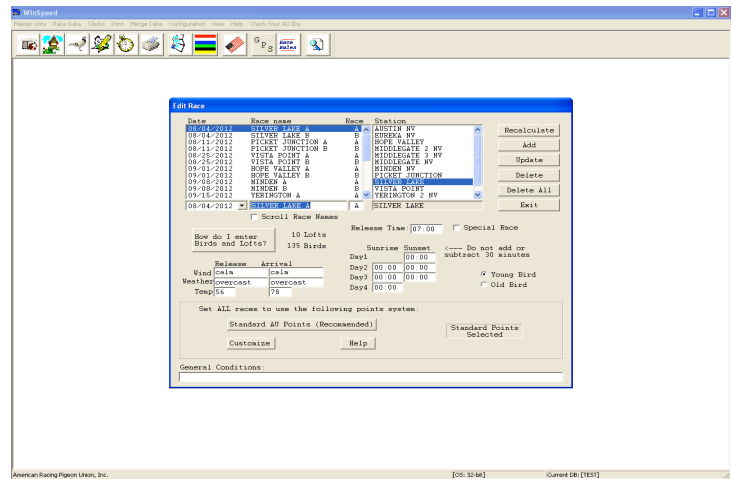 WinSpeed
Master Lists Race Data Clocks Print Merge Data Configuration View Help Check Your AU IDs
G P S Race Rules
Edit Race
Date Race name Race Station
08/04/2012 SILVER LAKE A A AUSTIN NV
08/04/2012 SILVER LAKE B B EUREKA NV
08/11/2012 PICKET JUNCTION A A HOPE VALLEY
08/11/2012 PICKET JUNCTION B B MIDDLEGATE 2 NV
08/25/2012 VISTA POINT A A MIDDLEGATE 3 NV
08/25/2012 VISTA POINT B B MIDDLEGATE NV
09/01/2012 HOPE VALLEY A A MINDEN NV
09/01/2012 HOPE VALLEY B B PICKET JUNCTION
09/08/2012 MINDEN A A SILVER LAKE
09/08/2012 MINDEN B B VISTA POINT
09/15/2012 YERINGTON A A YERINGTON 2 NV
08/04/2012 SILVER LAKE A A SILVER LAKE
Recalculate
Add
Update
Delete
Delete All
Exit
Scroll Race Names
Release Time: 07:00 Special Race
How do I enter Birds and Lofts?
10 Lofts
135 Birds
Sunrise Sunset
Day1 00:00
Day2 00:00 00:00
Day3 00:00 00:00
Day4 00:00
<--- Do not add or
subtract 30 minutes
Young Bird
Old Bird
Release Arrival
Wind calm calm
Weather overcast overcast
Temp 56 78
Set ALL races to use the following points system:
Standard AU Points (Recommended)
Customize Help
Standard Points
Selected
General Conditions:
American Racing Pigeon Union, Inc. [OS: 32-bit] Current DB: [TEST]